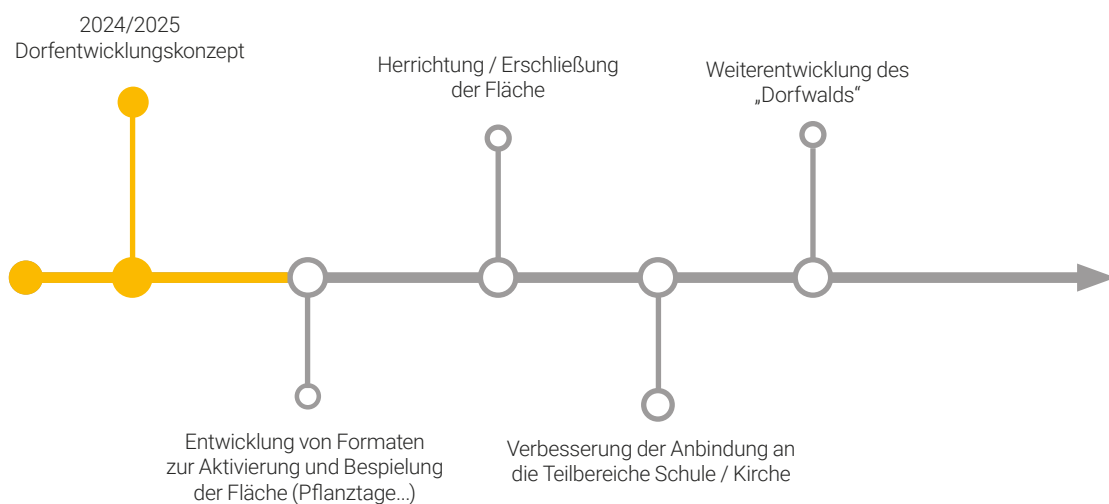 2024/2025
Dorfentwicklungskonzept
Herrichtung / Erschließung
der Fläche
Weiterentwicklung des
„Dorfwalds“
Entwicklung von Formaten
zur Aktivierung und Bespielung
der Fläche (Pflanztage...)
Verbesserung der Anbindung an
die Teilbereiche Schule / Kirche